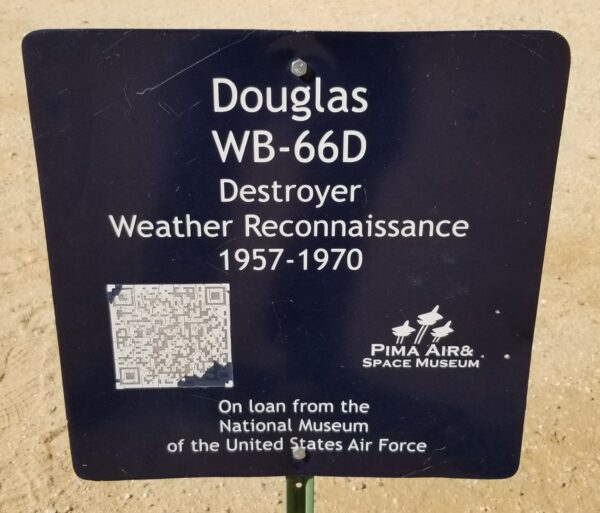 Douglas
WB-66D
Destroyer
Weather Reconnaissance
1957-1970
PIMA AIR&
SPACE MUSEUM
On loan from the
National Museum
of the United States Air Force